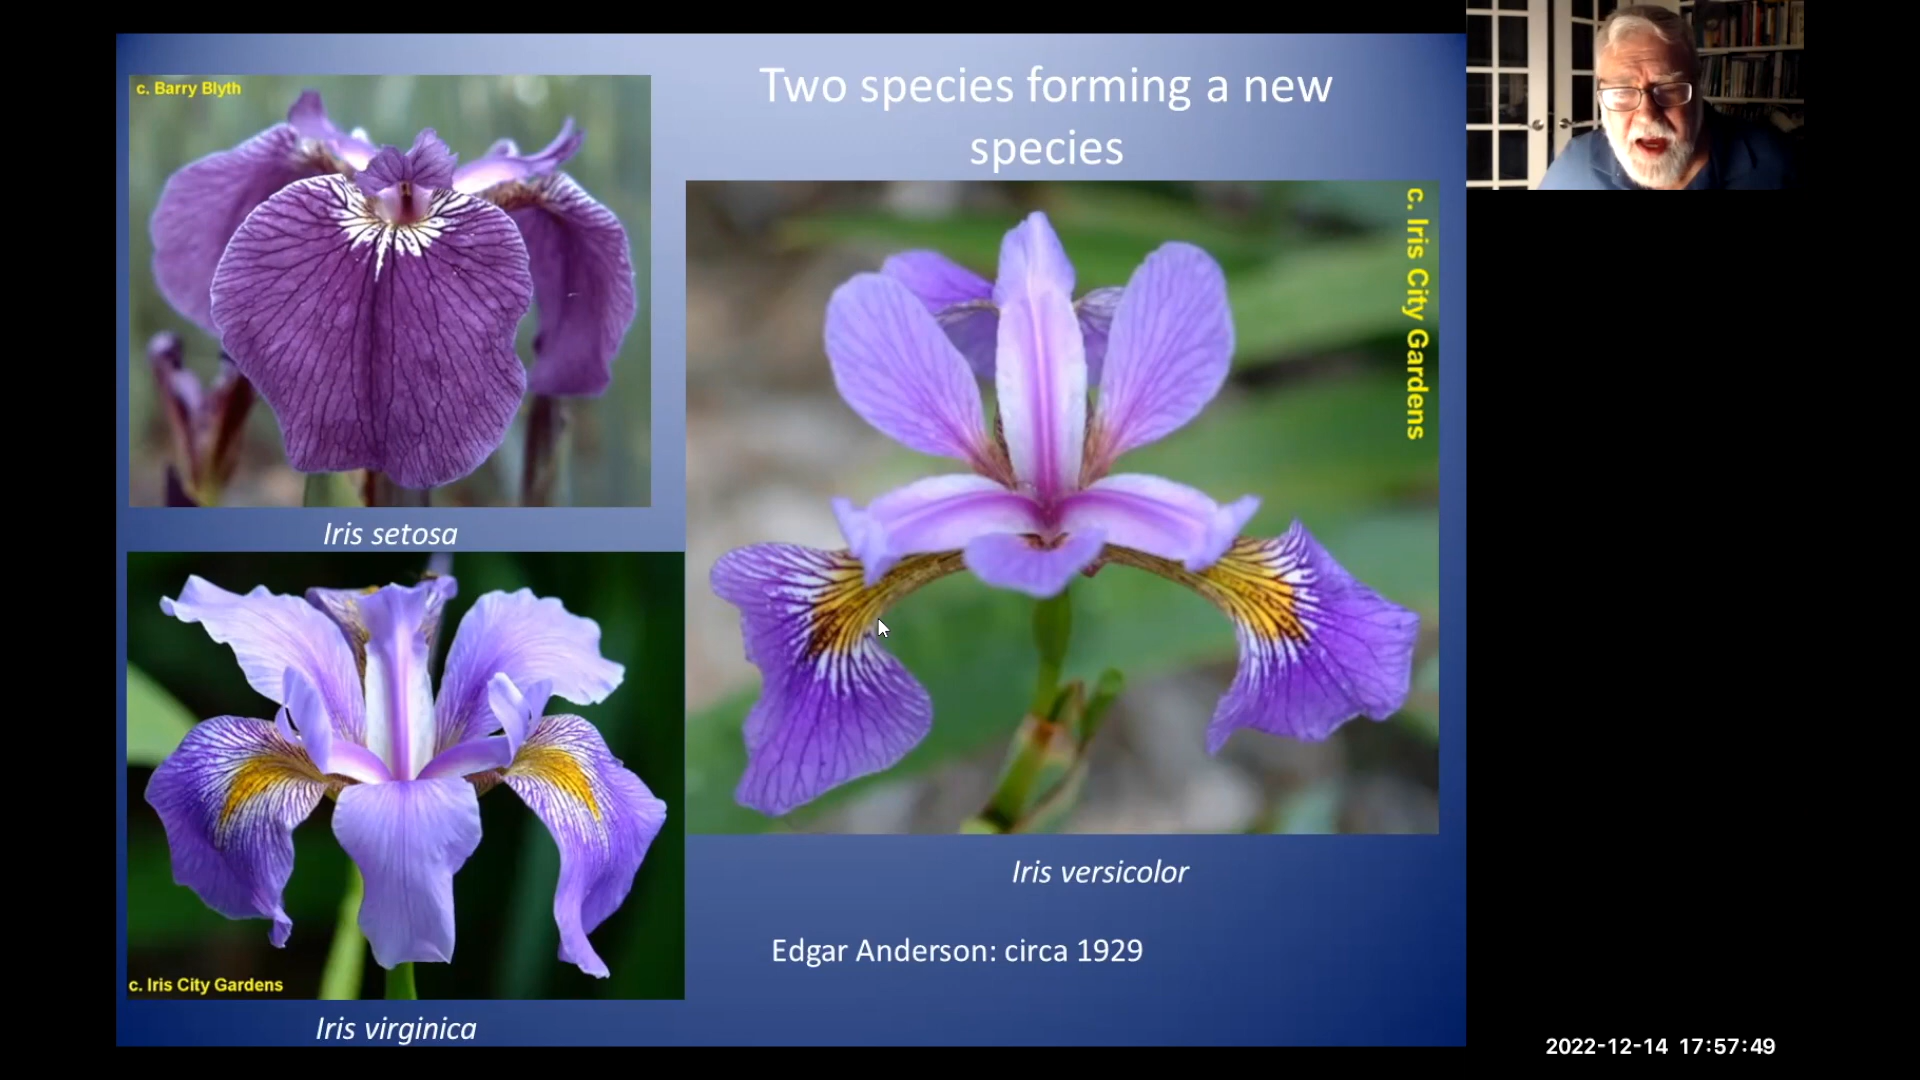 c. Barry Blyth
Two species forming a new
species
c. Iris City Gardens
Iris setosa
c. Iris City Gardens
Iris virginica
Iris versicolor
Edgar Anderson: circa 1929
2022-12-14 17:57:49